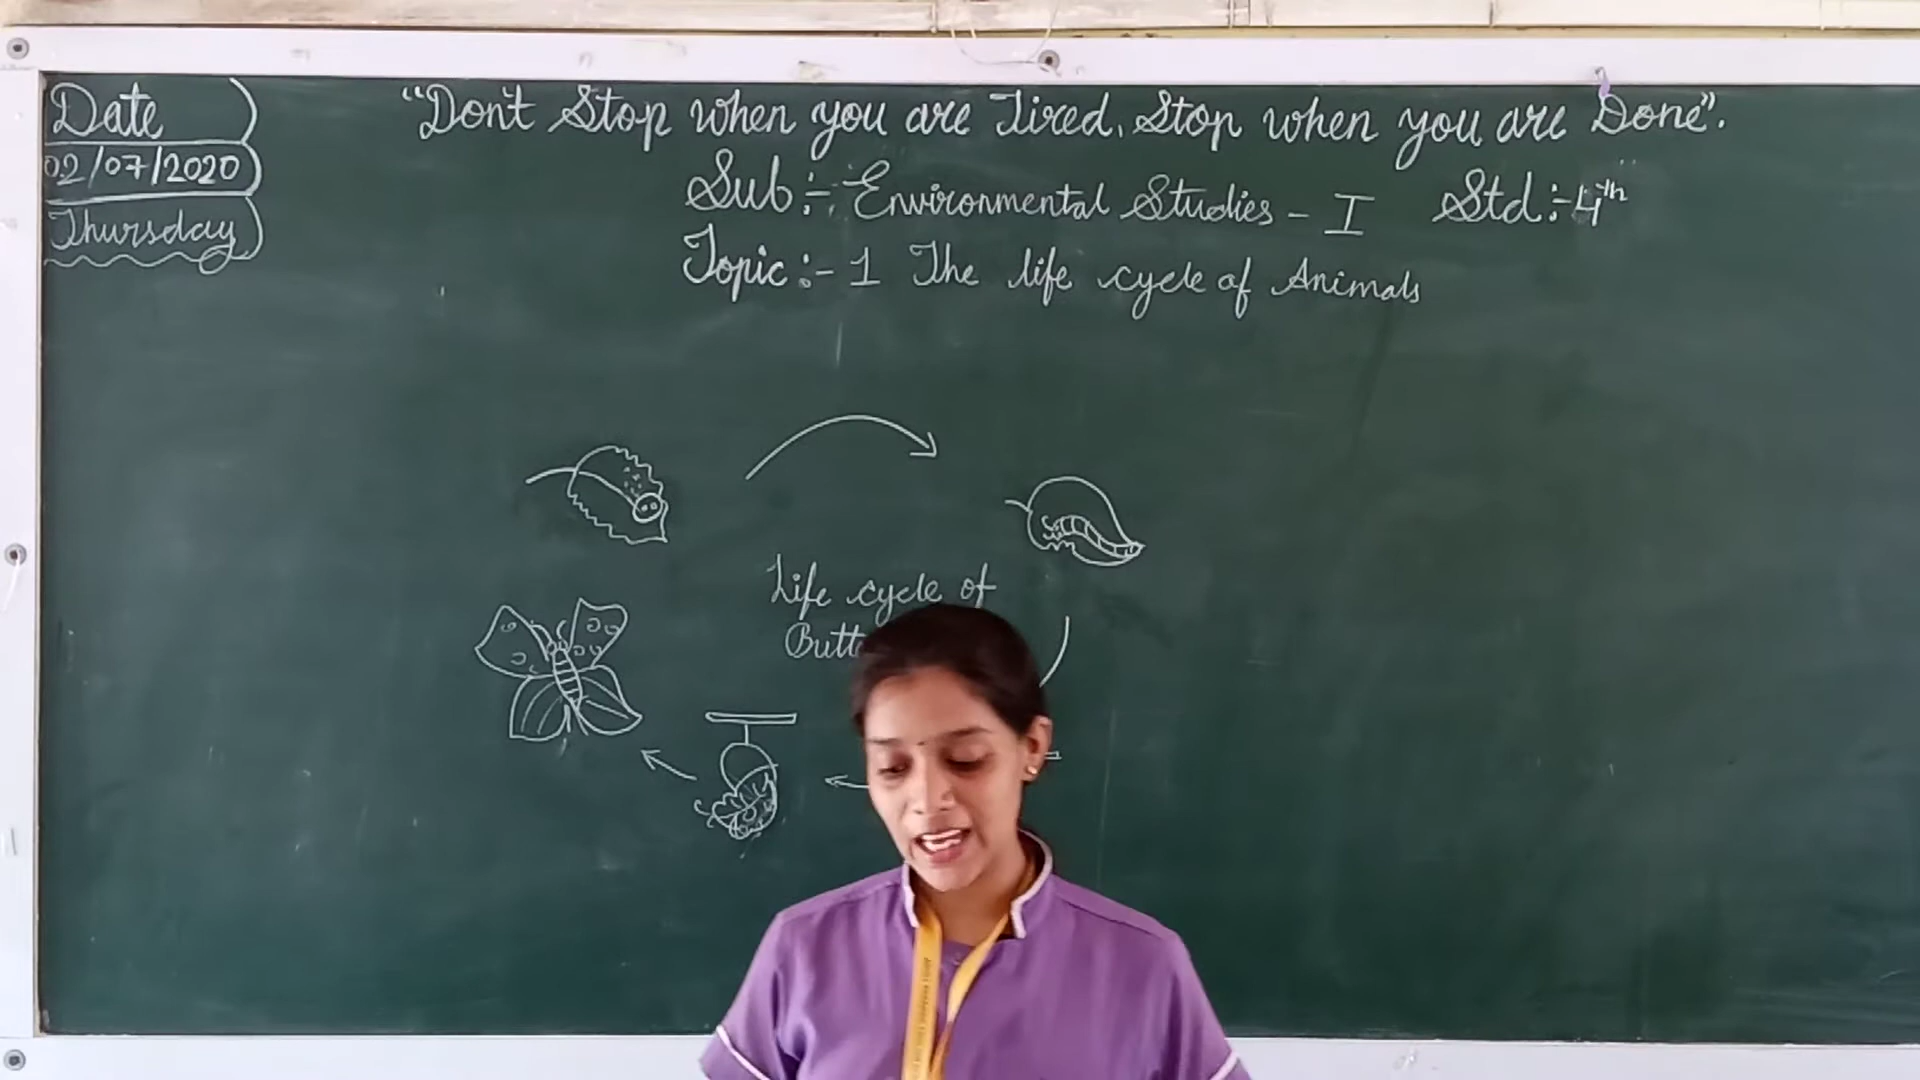 Date
02/07/2020
Thursday
“Don't Stop when you are Tired, Stop when you are Done”.
Sub :- Environmental Studies - I Std :- 4th
Topic :- 1 The life cycle of Animals
Life cycle of
Butte